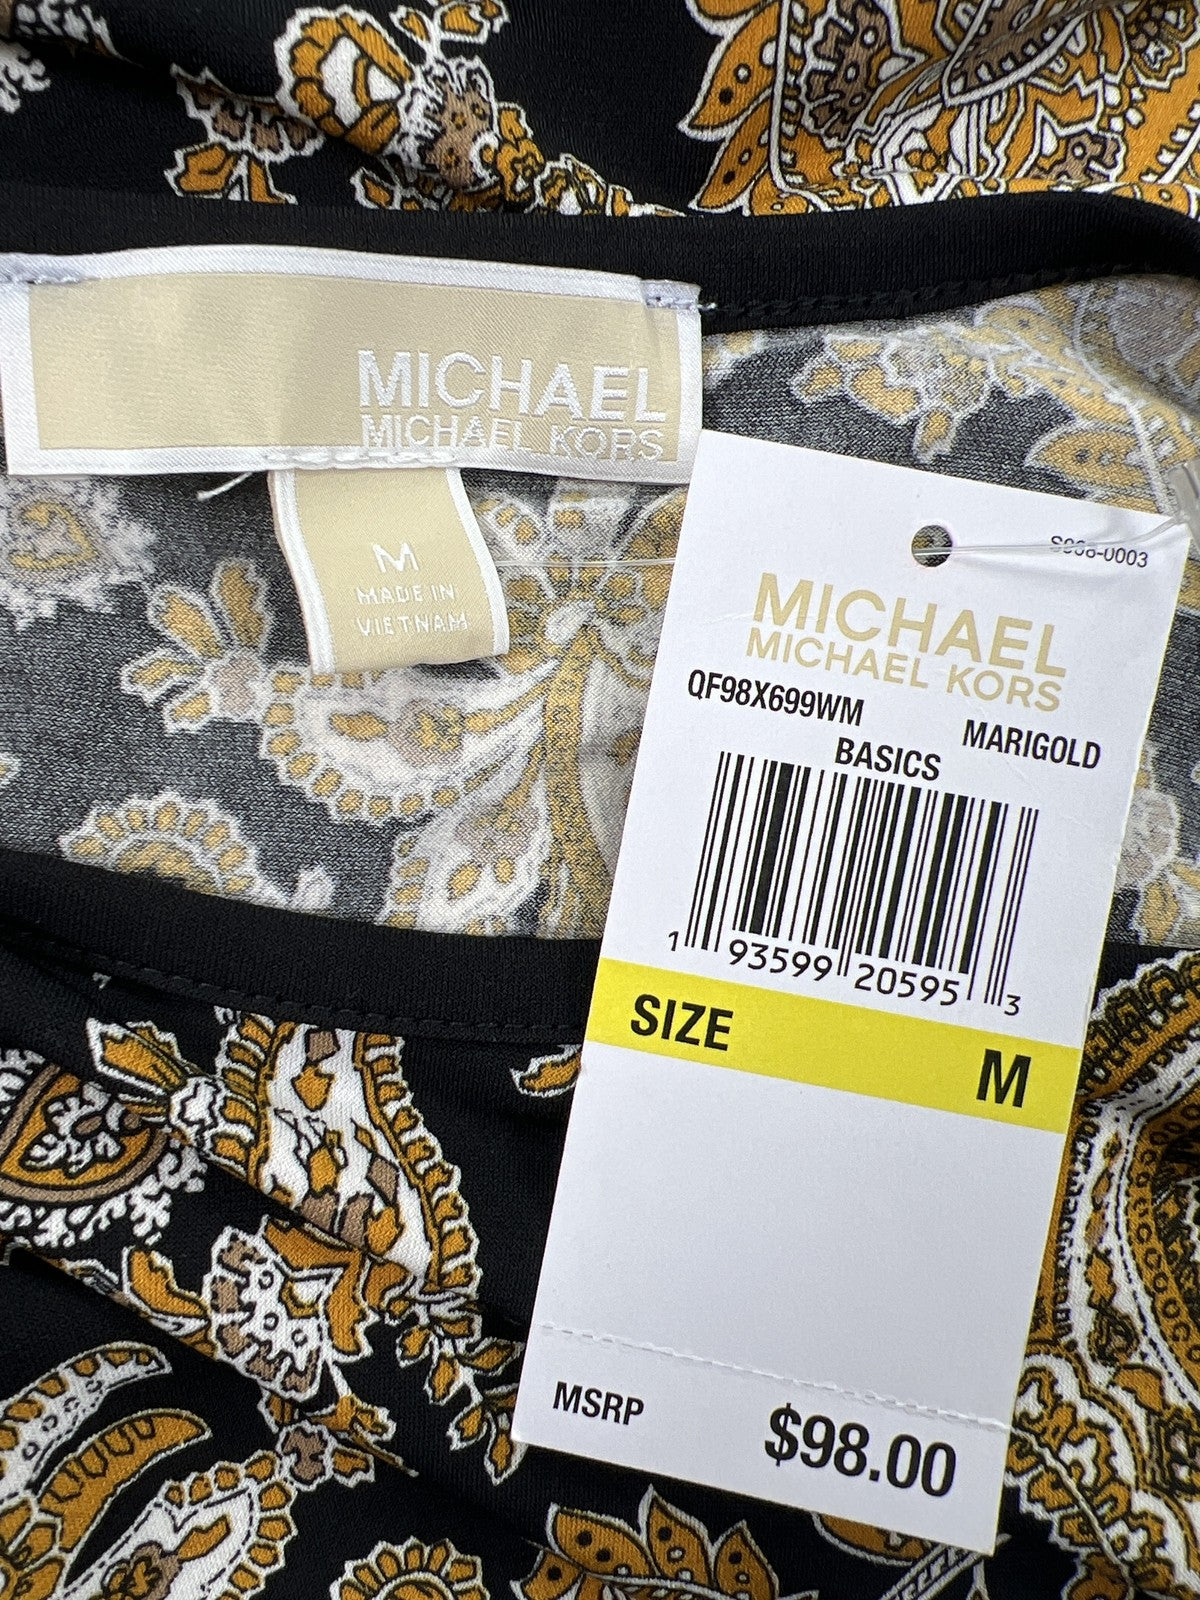 MICHAEL
MICHAEL KORS
M
MADE IN
VIETNAM
MICHAEL
MICHAEL KORS
QF98X699WM
MARIGOLD
BASICS
1 93599 20595 3
SIZE M
MSRP $98.00